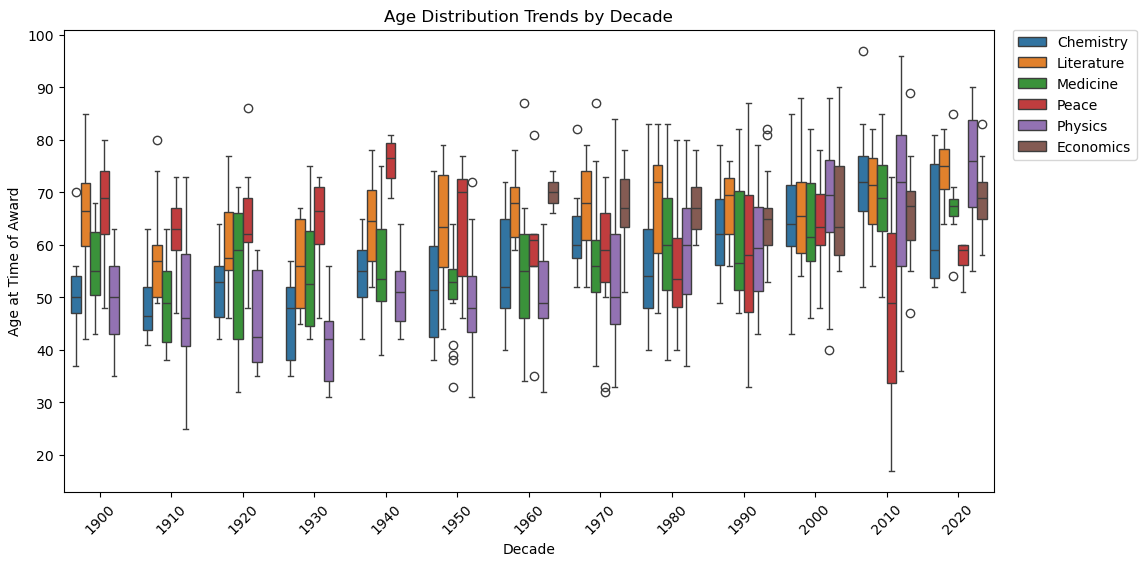 Age Distribution Trends by Decade
Chemistry
Literature
Medicine
Peace
Physics
Economics
Age at Time of Award
100
90
80
70
60
50
40
30
20
1900 1910 1920 1930 1940 1950 1960 1970 1980 1990 2000 2010 2020
Decade